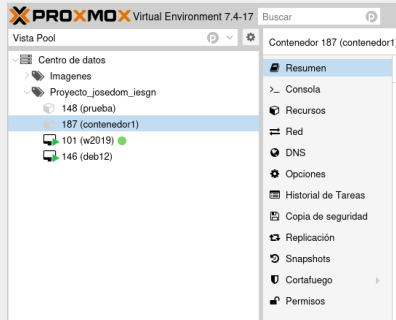 PROXMOX Virtual Environment 7.4-17 Buscar
Vista Pool
Centro de datos
Imagenes
Proyecto_josedom_iesgn
148 (prueba)
187 (contenedor1)
101 (w2019)
146 (deb12)
Contenedor 187 (contenedor1)
Resumen
Consola
Recursos
Red
DNS
Opciones
Historial de Tareas
Copia de seguridad
Replicación
Snapshots
Cortafuego
Permisos